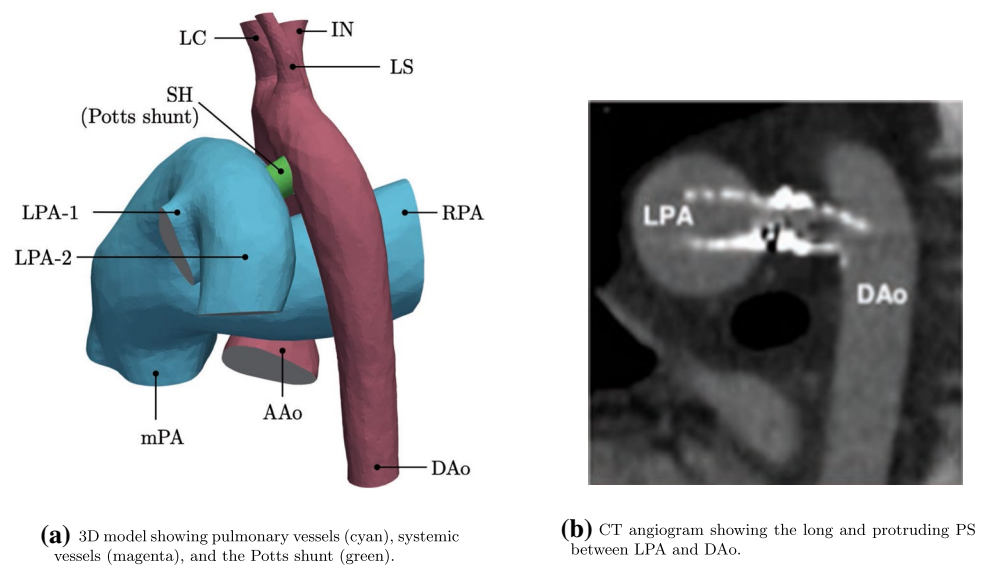 LC
IN
LS
SH
(Potts shunt)
LPA-1
RPA
LPA-2
AAo
mPA
DAo
LPA
DAo
(a) 3D model showing pulmonary vessels (cyan), systemic
vessels (magenta), and the Potts shunt (green).
(b) CT angiogram showing the long and protruding PS
between LPA and DAo.